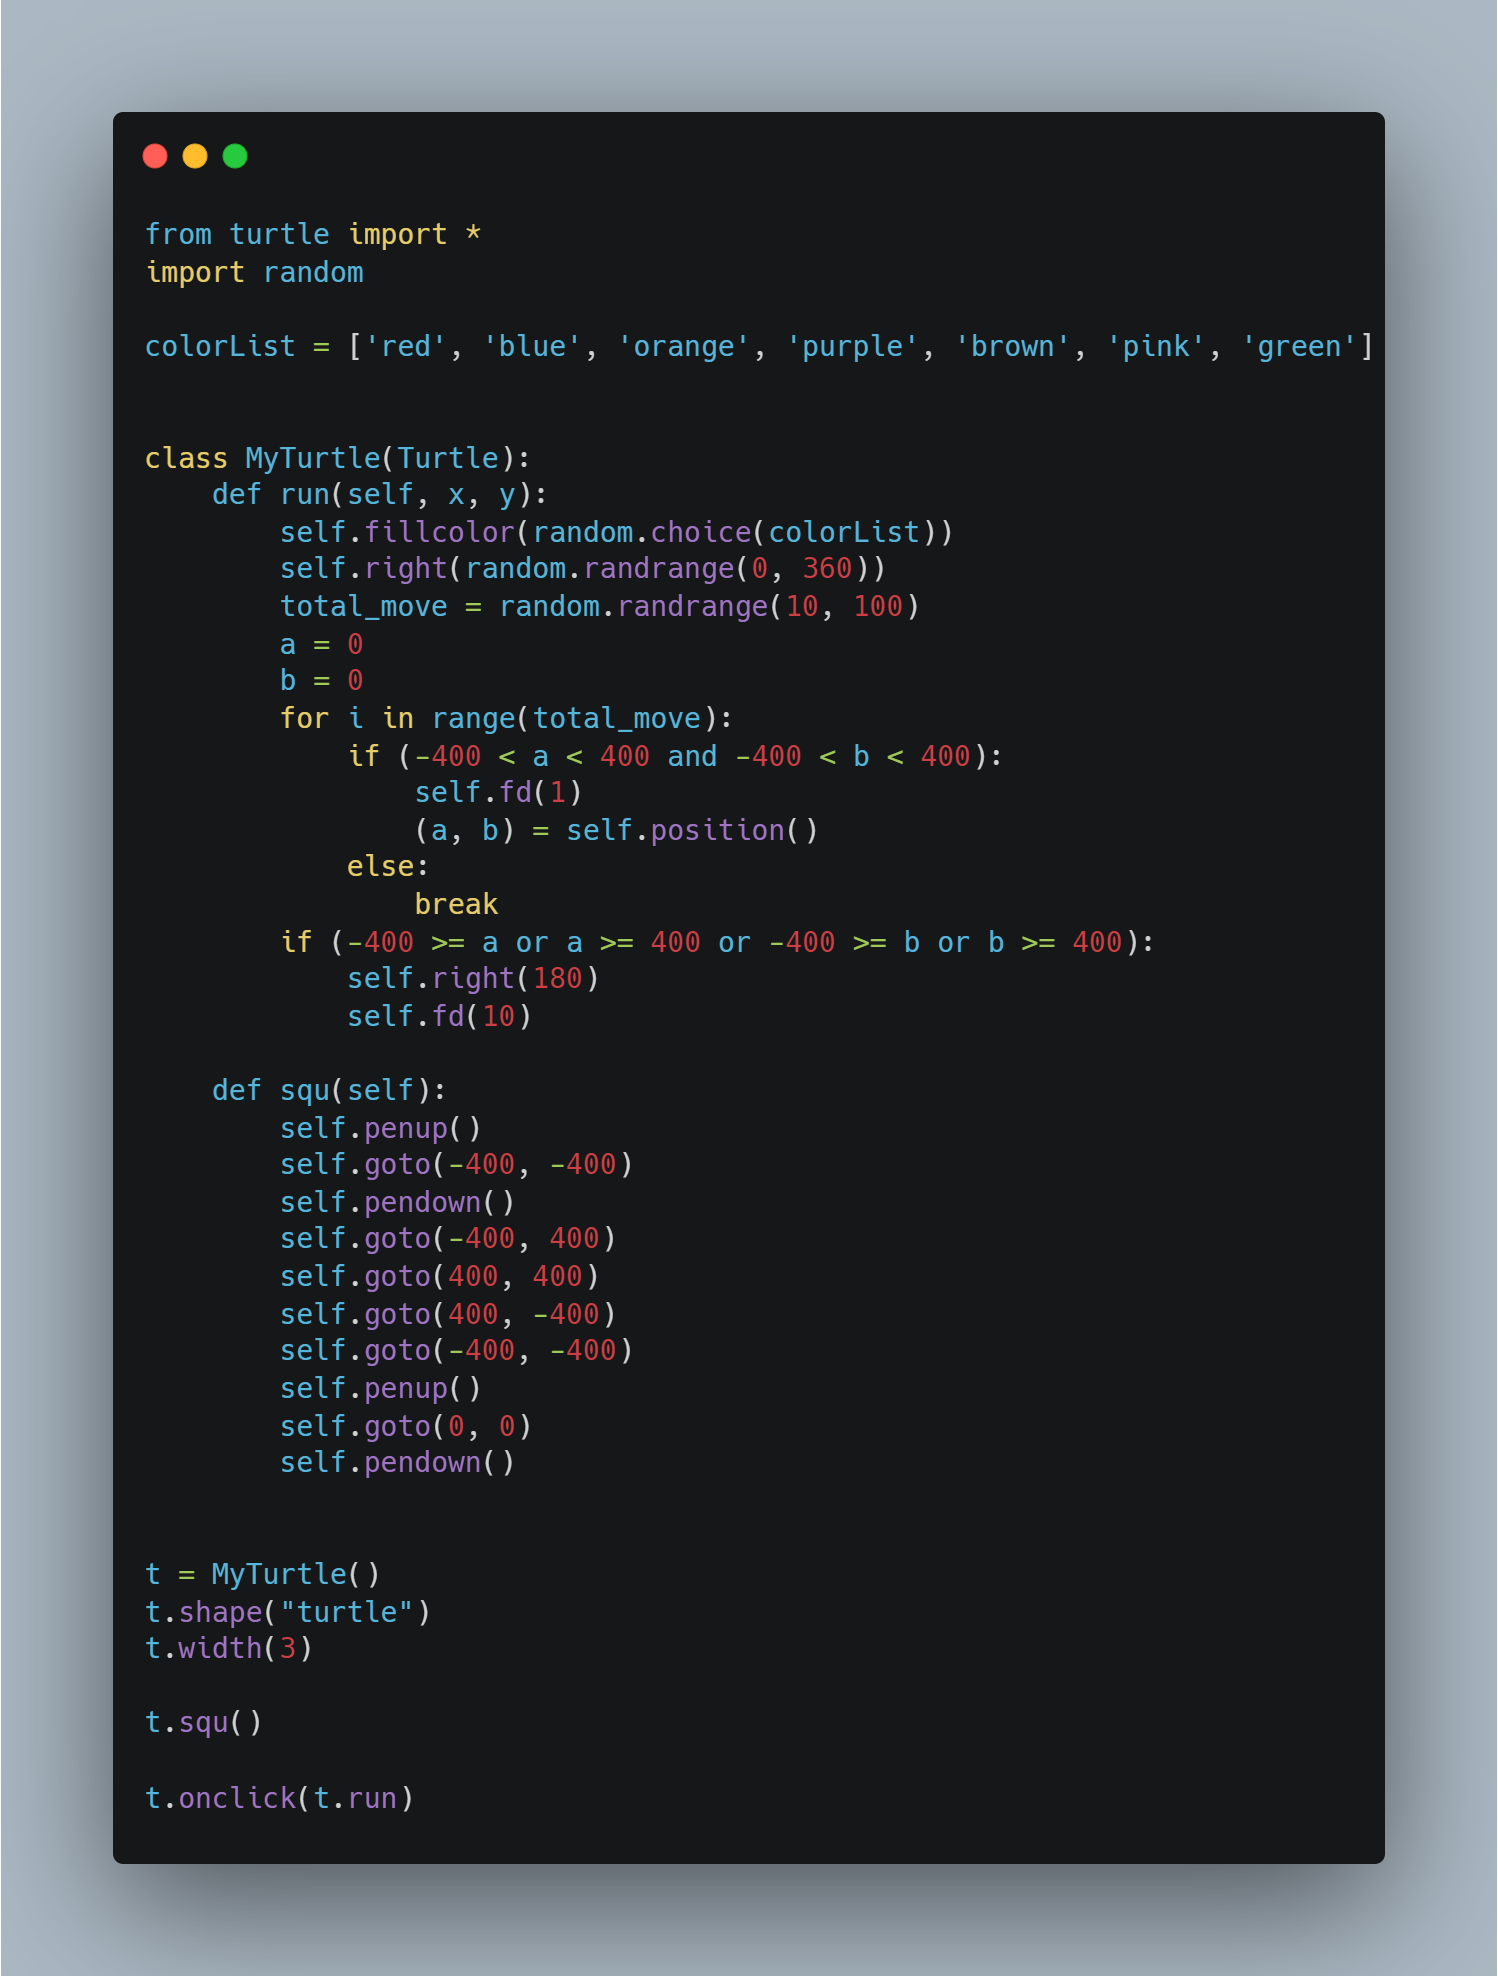 from turtle import *
import random

colorList = ['red', 'blue', 'orange', 'purple', 'brown', 'pink', 'green']


class MyTurtle(Turtle):
    def run(self, x, y):
        self.fillcolor(random.choice(colorList))
        self.right(random.randrange(0, 360))
        total_move = random.randrange(10, 100)
        a = 0
        b = 0
        for i in range(total_move):
            if (-400 < a < 400 and -400 < b < 400):
                self.fd(1)
                (a, b) = self.position()
            else:
                break
        if (-400 >= a or a >= 400 or -400 >= b or b >= 400):
            self.right(180)
            self.fd(10)

    def squ(self):
        self.penup()
        self.goto(-400, -400)
        self.pendown()
        self.goto(-400, 400)
        self.goto(400, 400)
        self.goto(400, -400)
        self.goto(-400, -400)
        self.penup()
        self.goto(0, 0)
        self.pendown()


t = MyTurtle()
t.shape("turtle")
t.width(3)

t.squ()

t.onclick(t.run)